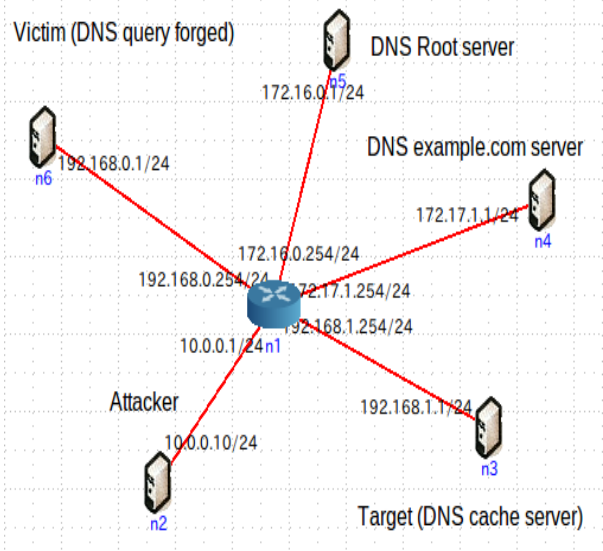 Victim (DNS query forged)
DNS Root server
n5
172.16.0.1/24
192.168.0.1/24
n6
DNS example.com server
172.17.1.1/24
n4
172.16.0.254/24
192.168.0.254/24
172.17.1.254/24
192.168.1.254/24
10.0.0.1/24
n1
Attacker
192.168.1.1/24
10.0.0.10/24
n3
n2
Target (DNS cache server)